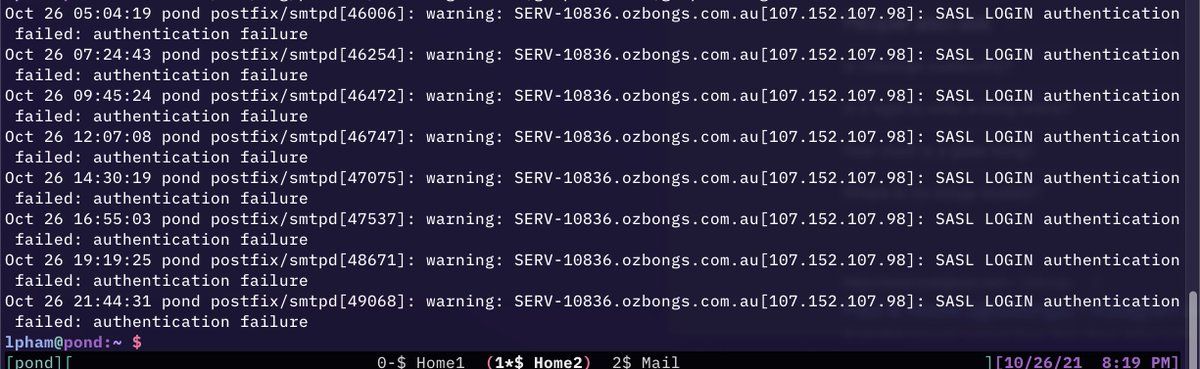 Oct 26 05:04:19 pond postfix/smtpd[46006]: warning: SERV-10836.ozbongs.com.au[107.152.107.98]: SASL LOGIN authentication
failed: authentication failure
Oct 26 07:24:43 pond postfix/smtpd[46254]: warning: SERV-10836.ozbongs.com.au[107.152.107.98]: SASL LOGIN authentication
failed: authentication failure
Oct 26 09:45:24 pond postfix/smtpd[46472]: warning: SERV-10836.ozbongs.com.au[107.152.107.98]: SASL LOGIN authentication
failed: authentication failure
Oct 26 12:07:08 pond postfix/smtpd[46747]: warning: SERV-10836.ozbongs.com.au[107.152.107.98]: SASL LOGIN authentication
failed: authentication failure
Oct 26 14:30:19 pond postfix/smtpd[47075]: warning: SERV-10836.ozbongs.com.au[107.152.107.98]: SASL LOGIN authentication
failed: authentication failure
Oct 26 16:55:03 pond postfix/smtpd[47537]: warning: SERV-10836.ozbongs.com.au[107.152.107.98]: SASL LOGIN authentication
failed: authentication failure
Oct 26 19:19:25 pond postfix/smtpd[48671]: warning: SERV-10836.ozbongs.com.au[107.152.107.98]: SASL LOGIN authentication
failed: authentication failure
Oct 26 21:44:31 pond postfix/smtpd[49068]: warning: SERV-10836.ozbongs.com.au[107.152.107.98]: SASL LOGIN authentication
failed: authentication failure
lpham@pond:~ $
[pond][ 0-$ Home1 (1*$ Home2) 2$ Mail ][10/26/21 8:19 PM]